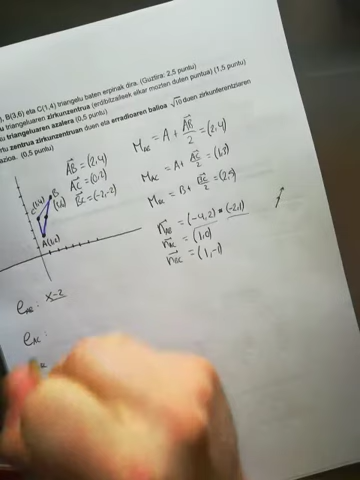 ), B(3,6) eta C(1,4) triangelu baten erpinak dira. (Guztira: 2,5 puntu)
u triangeluaren zirkunzentrua (erdibitzaileek elkar mozten duten puntua) (1,5 puntu)
u triangeluaren azalera (0,5 puntu)
rtu zentrua zirkunzentruan duen eta erradioaren balioa √10 duen zirkunferentziaren
azioa. (0,5 puntu)
AB = (2,4)
AC = (0,2)
BC = (-2,-2)
M_AB = A + AB/2 = (2,4)
M_AC = A + AC/2 = (1,3)
M_BC = B + BC/2 = (2,5)
n_AB = (-4,2) = (-2,1)
n_AC = (1,0)
n_BC = (1,-1)
C(1,4)
B
A(1,2)
e_AB : x-2
e_AC :